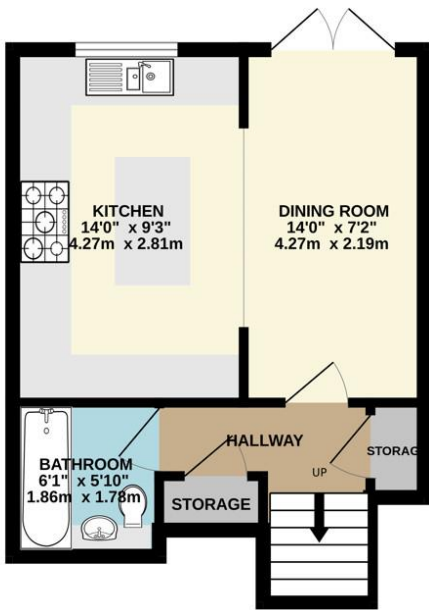 KITCHEN
14'0" x 9'3"
4.27m x 2.81m
DINING ROOM
14'0" x 7'2"
4.27m x 2.19m
HALLWAY
BATHROOM
6'1" x 5'10"
1.86m x 1.78m
UP
STORAG
STORAGE